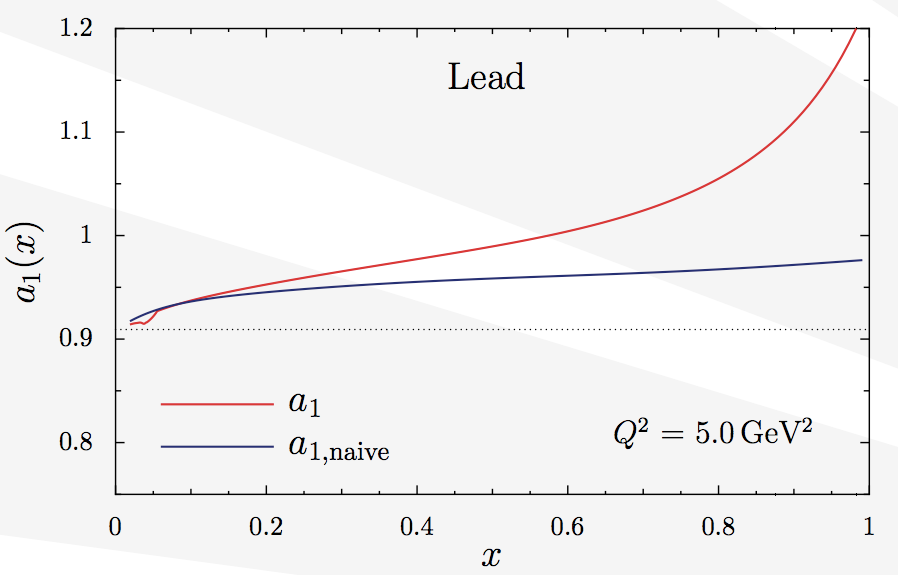 1.2
1.1
1
0.9
0.8
a₁(x)
Lead
a₁
a₁,naive
Q² = 5.0 GeV²
0
0.2
0.4
0.6
0.8
1
x